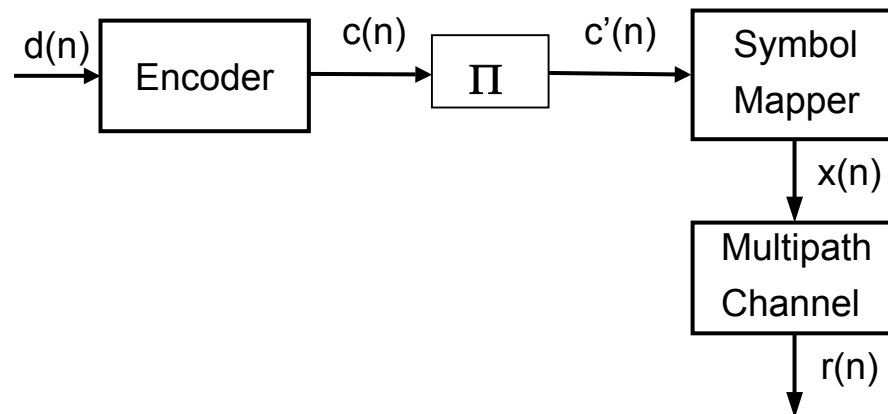 d(n)
Encoder
c(n)
Π
c’(n)
Symbol
Mapper
x(n)
Multipath
Channel
r(n)